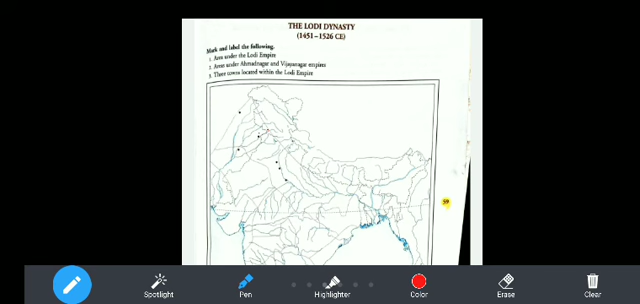 THE LODI DYNASTY
(1451–1526 CE)
Mark and label the following.
1. Area under the Lodi Empire
2. Areas under Ahmadnagar and Vijayanagar empires
3. Three towns located within the Lodi Empire
59
Spotlight Pen Highlighter Color Erase Clear